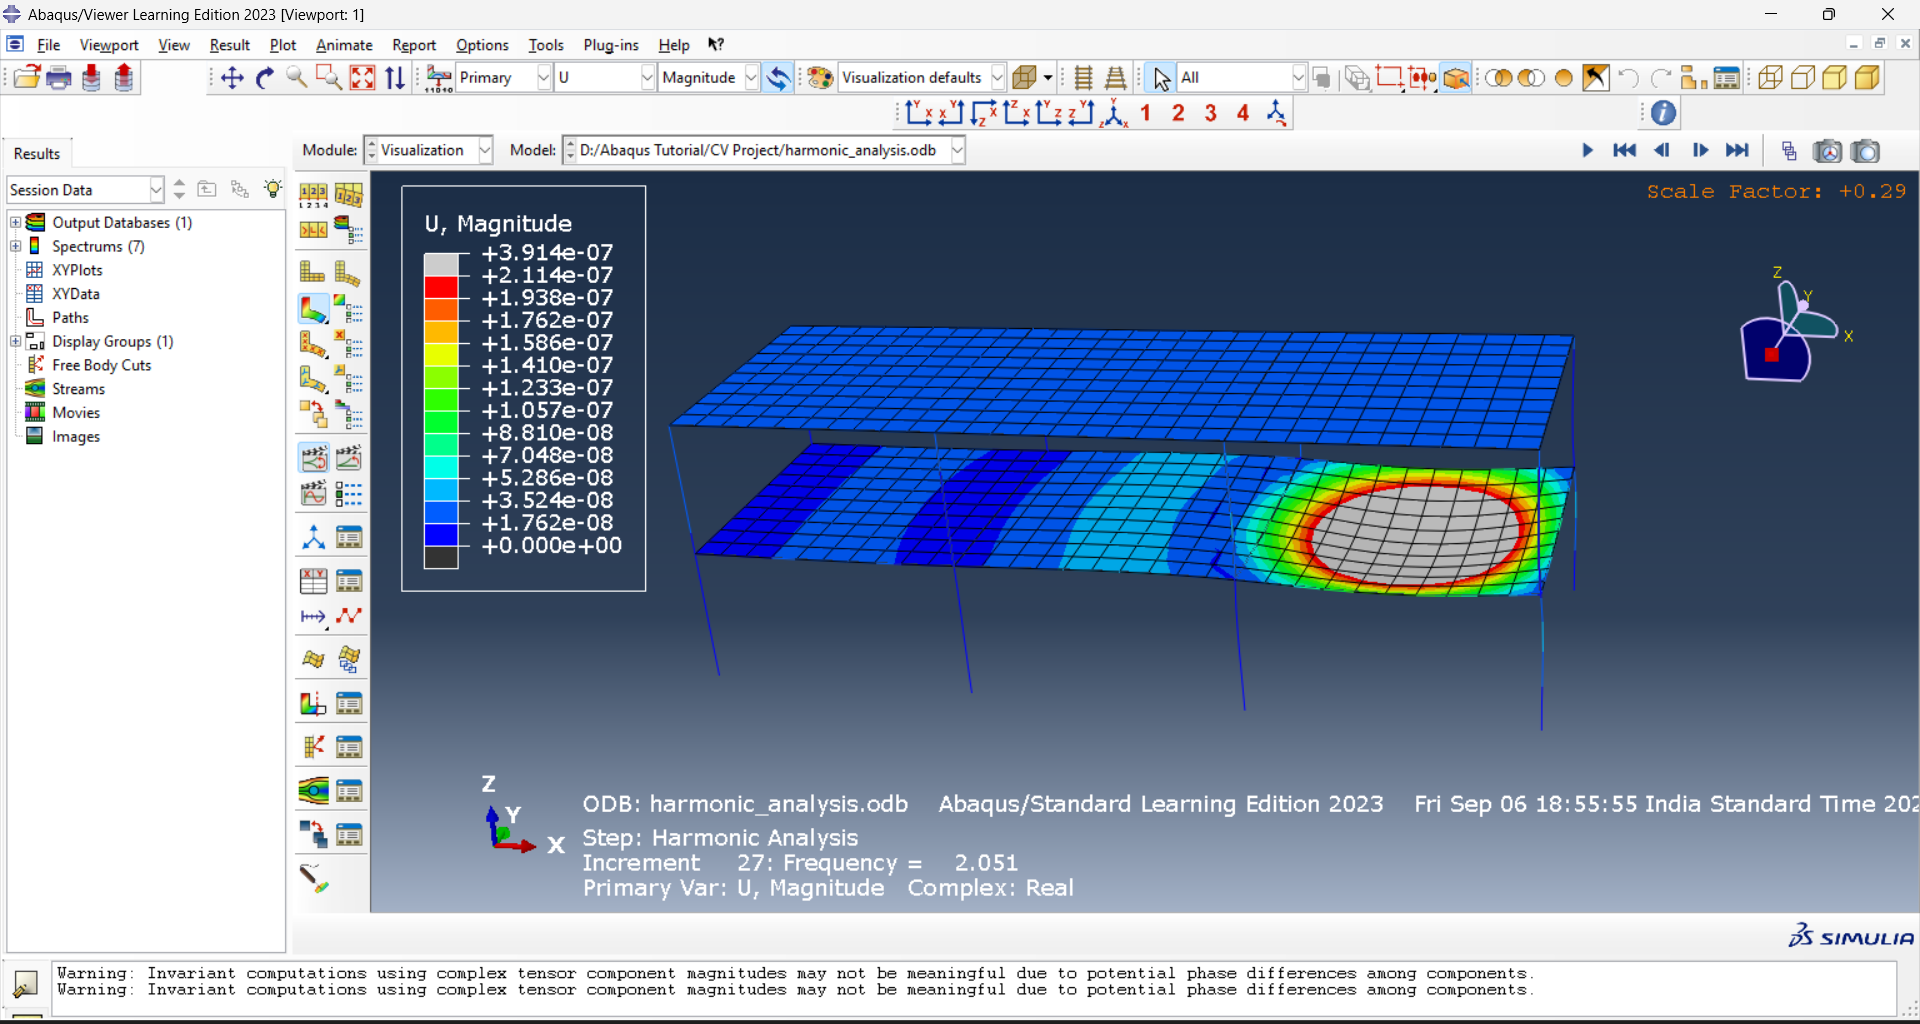 Abaqus/Viewer Learning Edition 2023 [Viewport: 1]
File Viewport View Result Plot Animate Report Options Tools Plug-ins Help
Primary U Magnitude Visualization defaults All
1 2 3 4
Results
Module: Visualization Model: D:/Abaqus Tutorial/CV Project/harmonic_analysis.odb
Session Data
Output Databases (1)
Spectrums (7)
XYPlots
XYData
Paths
Display Groups (1)
Free Body Cuts
Streams
Movies
Images
Scale Factor: +0.29
U, Magnitude
+3.914e-07
+2.114e-07
+1.938e-07
+1.762e-07
+1.586e-07
+1.410e-07
+1.233e-07
+1.057e-07
+8.810e-08
+7.048e-08
+5.286e-08
+3.524e-08
+1.762e-08
+0.000e+00
Z
Y
X
Z
Y
X
ODB: harmonic_analysis.odb Abaqus/Standard Learning Edition 2023 Fri Sep 06 18:55:55 India Standard Time 202
Step: Harmonic Analysis
Increment 27: Frequency = 2.051
Primary Var: U, Magnitude Complex: Real
SIMULIA
Warning: Invariant computations using complex tensor component magnitudes may not be meaningful due to potential phase differences among components.
Warning: Invariant computations using complex tensor component magnitudes may not be meaningful due to potential phase differences among components.